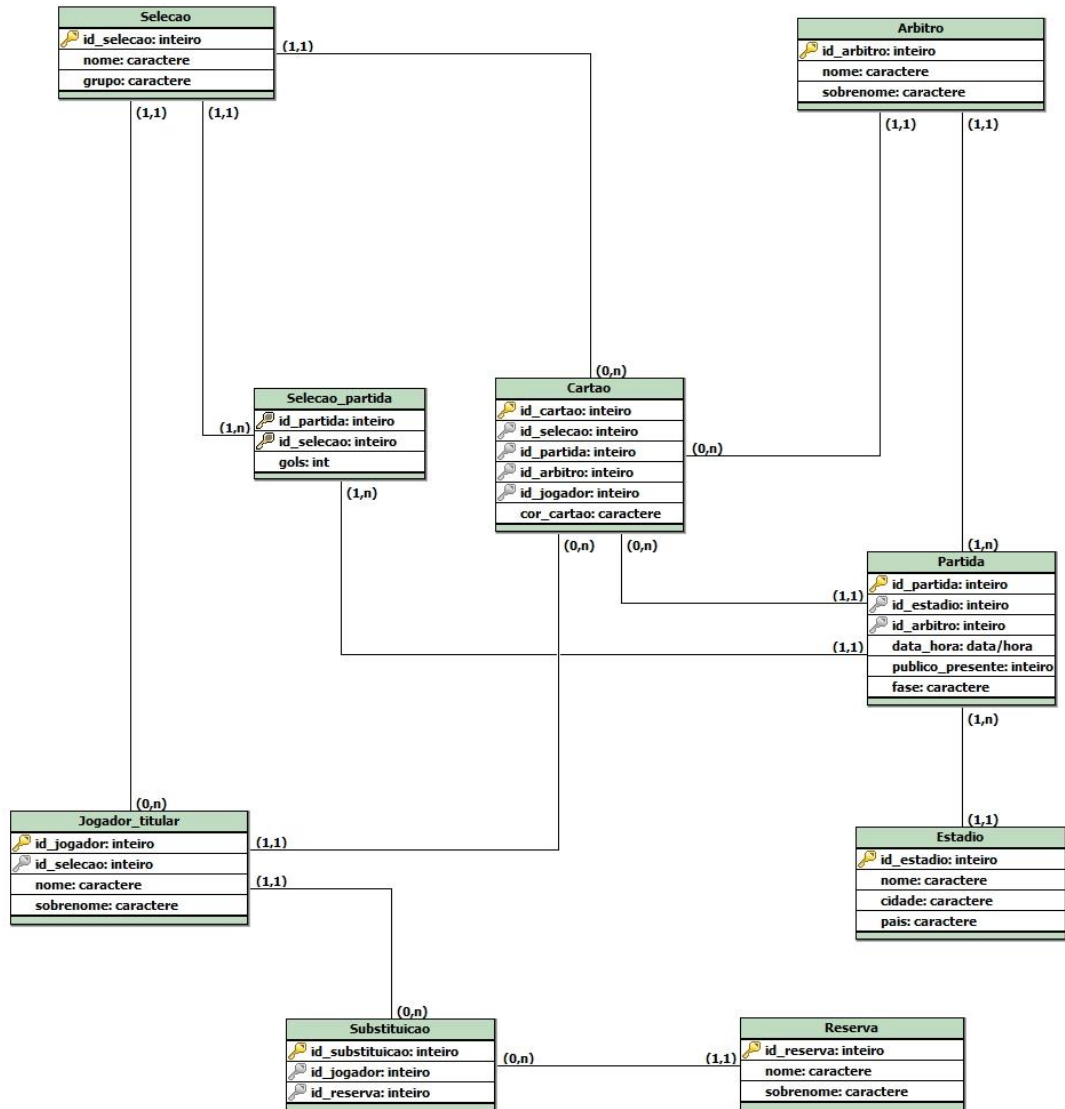 Selecao
id_selecao: inteiro
nome: caractere
grupo: caractere
(1,1)
(1,1)
(1,1)
Arbitro
id_arbitro: inteiro
nome: caractere
sobrenome: caractere
(1,1)
(1,1)
(0,n)
Selecao_partida
id_partida: inteiro
id_selecao: inteiro
gols: int
(1,n)
(1,n)
Cartao
id_cartao: inteiro
id_selecao: inteiro
id_partida: inteiro
id_arbitro: inteiro
id_jogador: inteiro
cor_cartao: caractere
(0,n)
(0,n)
(0,n)
(1,n)
Partida
id_partida: inteiro
id_estadio: inteiro
id_arbitro: inteiro
data_hora: data/hora
publico_presente: inteiro
fase: caractere
(1,1)
(1,1)
(1,n)
(0,n)
Jogador_titular
id_jogador: inteiro
id_selecao: inteiro
nome: caractere
sobrenome: caractere
(1,1)
(1,1)
(1,1)
Estadio
id_estadio: inteiro
nome: caractere
cidade: caractere
pais: caractere
(0,n)
Substituicao
id_substituicao: inteiro
id_jogador: inteiro
id_reserva: inteiro
(0,n)
(1,1)
Reserva
id_reserva: inteiro
nome: caractere
sobrenome: caractere